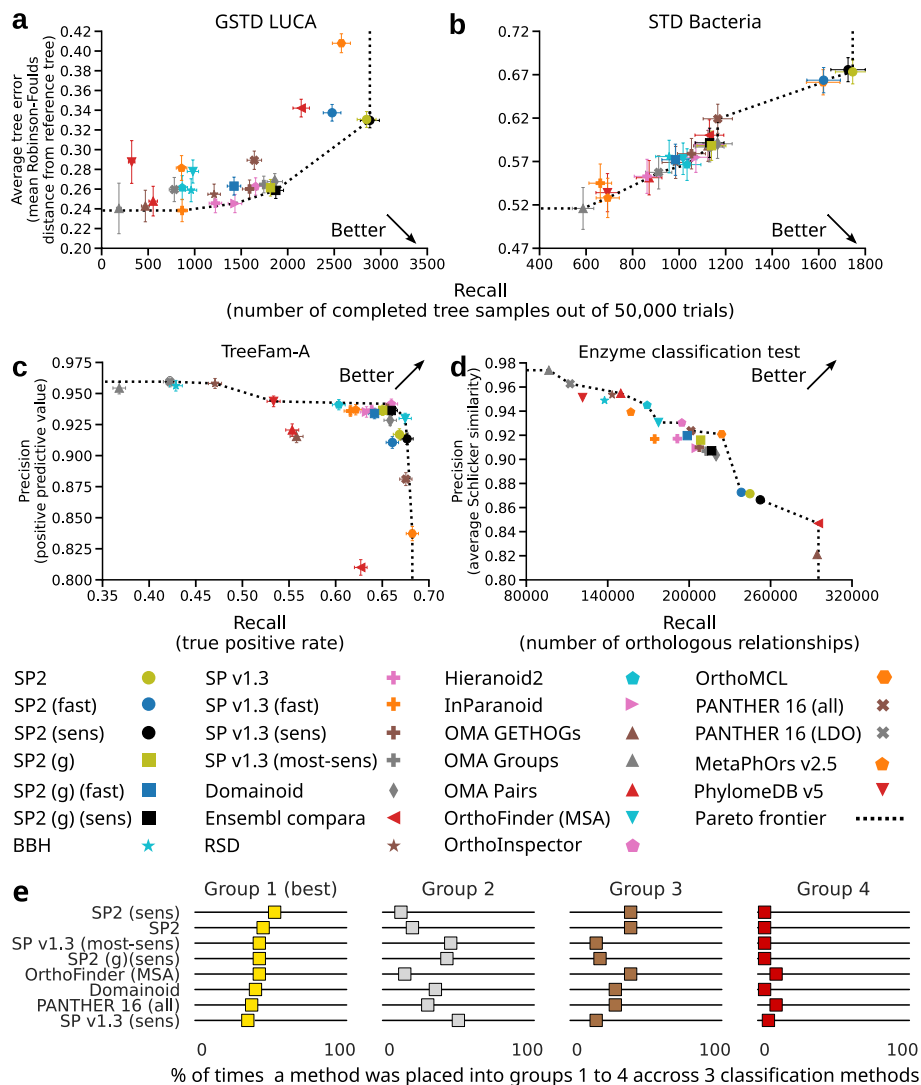 a
GSTD LUCA
b
STD Bacteria
Average tree error
(mean Robinson-Foulds
distance from reference tree)
0.42
0.40
0.38
0.36
0.34
0.32
0.30
0.28
0.26
0.24
0.22
0.20
0
500
1000
1500
2000
2500
3000
3500
Better
0.72
0.67
0.62
0.57
0.52
0.47
400
600
800
1000
1200
1400
1600
1800
Better
Recall
(number of completed tree samples out of 50,000 trials)
c
TreeFam-A
Better
d
Enzyme classification test
Better
Precision
(positive predictive value)
0.975
0.950
0.925
0.900
0.875
0.850
0.825
0.800
0.35
0.40
0.45
0.50
0.55
0.60
0.65
0.70
Precision
(average Schlicker similarity)
0.98
0.96
0.94
0.92
0.90
0.88
0.86
0.84
0.82
0.80
80000
140000
200000
260000
320000
Recall
(true positive rate)
Recall
(number of orthologous relationships)
SP2
SP2 (fast)
SP2 (sens)
SP2 (g)
SP2 (g) (fast)
SP2 (g) (sens)
BBH
SP v1.3
SP v1.3 (fast)
SP v1.3 (sens)
SP v1.3 (most-sens)
Domainoid
Ensembl compara
RSD
Hieranoid2
InParanoid
OMA GETHOGs
OMA Groups
OMA Pairs
OrthoFinder (MSA)
OrthoInspector
OrthoMCL
PANTHER 16 (all)
PANTHER 16 (LDO)
MetaPhOrs v2.5
PhylomeDB v5
Pareto frontier
e
Group 1 (best)
Group 2
Group 3
Group 4
SP2 (sens)
SP2
SP v1.3 (most-sens)
SP2 (g)(sens)
OrthoFinder (MSA)
Domainoid
PANTHER 16 (all)
SP v1.3 (sens)
0
100
0
100
0
100
0
100
% of times a method was placed into groups 1 to 4 accross 3 classification methods